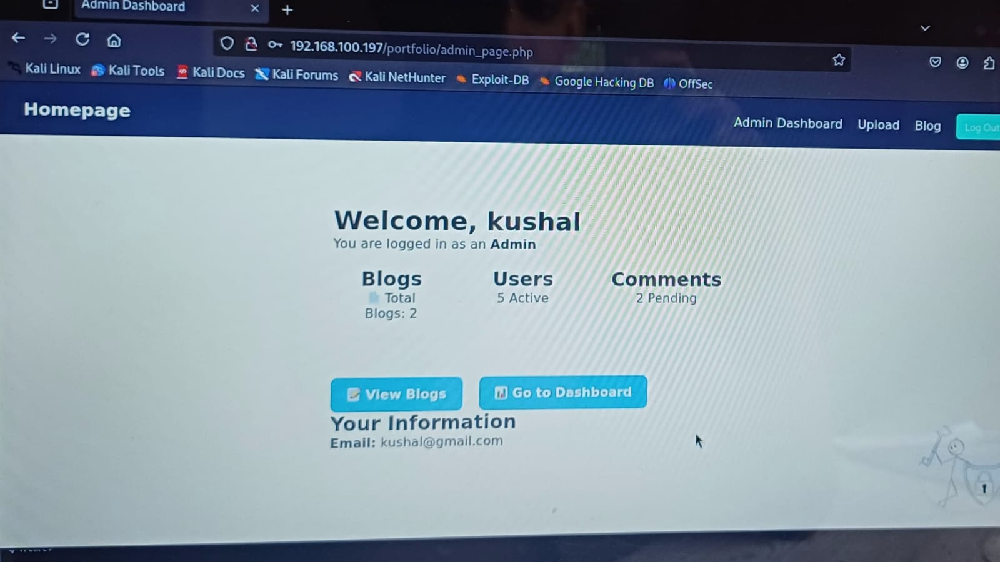 Admin Dashboard
192.168.100.197/portfolio/admin_page.php
Kali Linux Kali Tools Kali Docs Kali Forums Kali NetHunter Exploit-DB Google Hacking DB OffSec
Homepage Admin Dashboard Upload Blog Log Out
Welcome, kushal
You are logged in as an Admin
Blogs Users Comments
Total 5 Active 2 Pending
Blogs: 2
View Blogs Go to Dashboard
Your Information
Email: kushal@gmail.com